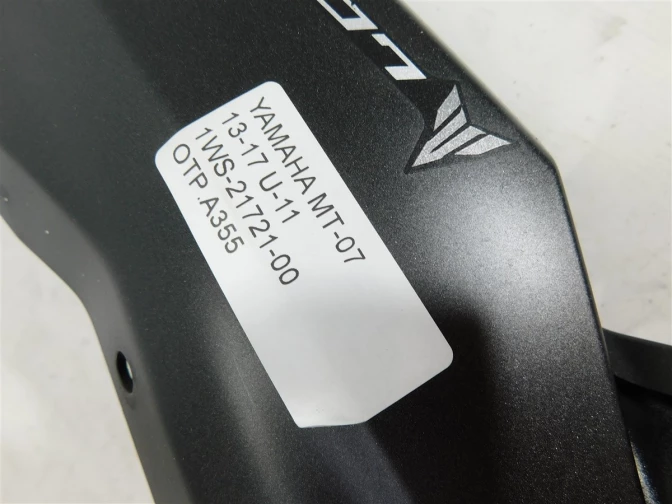 YAMAHA MT-07
13-17 U-11
1WS-21721-00
OTP A355